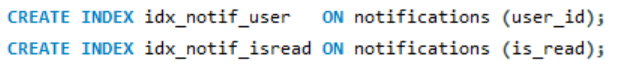 CREATE INDEX idx_notif_user   ON notifications (user_id);
CREATE INDEX idx_notif_isread ON notifications (is_read);